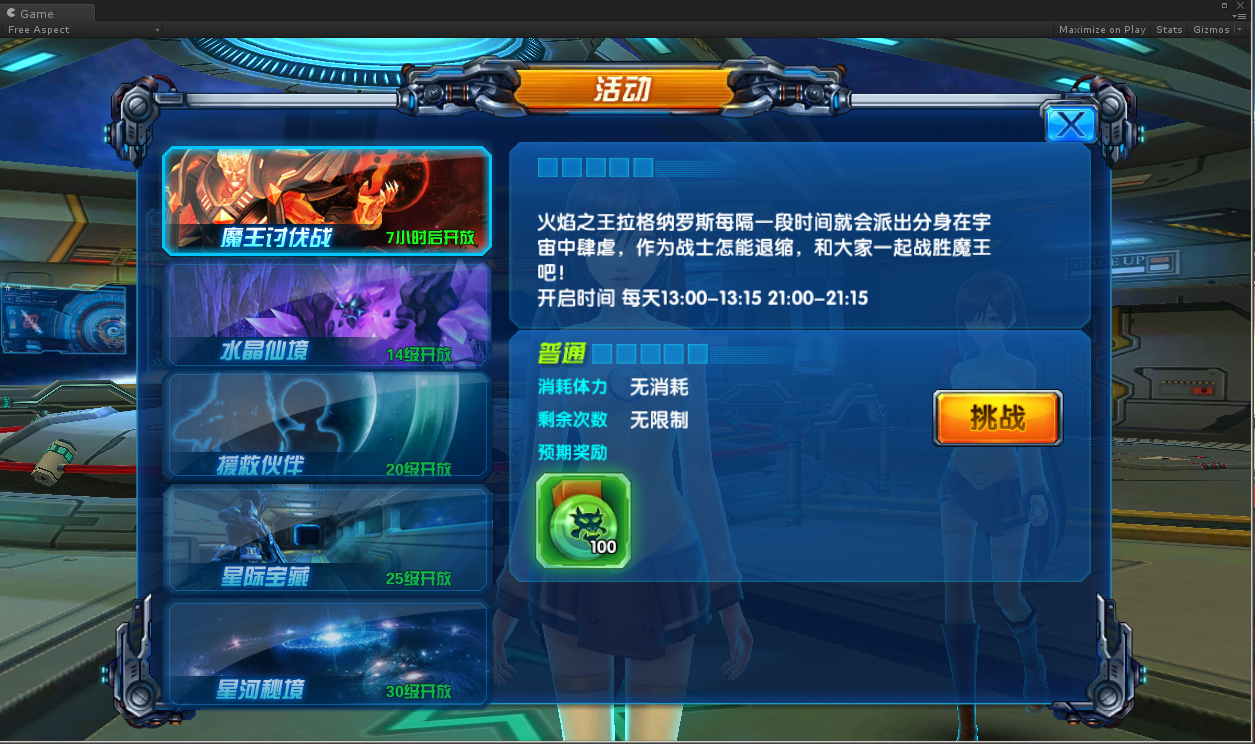 Game
Free Aspect
Maximize on Play
Stats
Gizmos
活动
X
魔王讨伐战
7小时后开放
水晶仙境
14级开放
援救伙伴
20级开放
星际宝藏
25级开放
星河秘境
30级开放
火焰之王拉格纳罗斯每隔一段时间就会派出分身在宇
宙中肆虐，作为战士怎能退缩，和大家一起战胜魔王
吧！
开启时间 每天13:00-13:15 21:00-21:15
普通
消耗体力 无消耗
剩余次数 无限制
预期奖励
100
挑战
SPACE UP